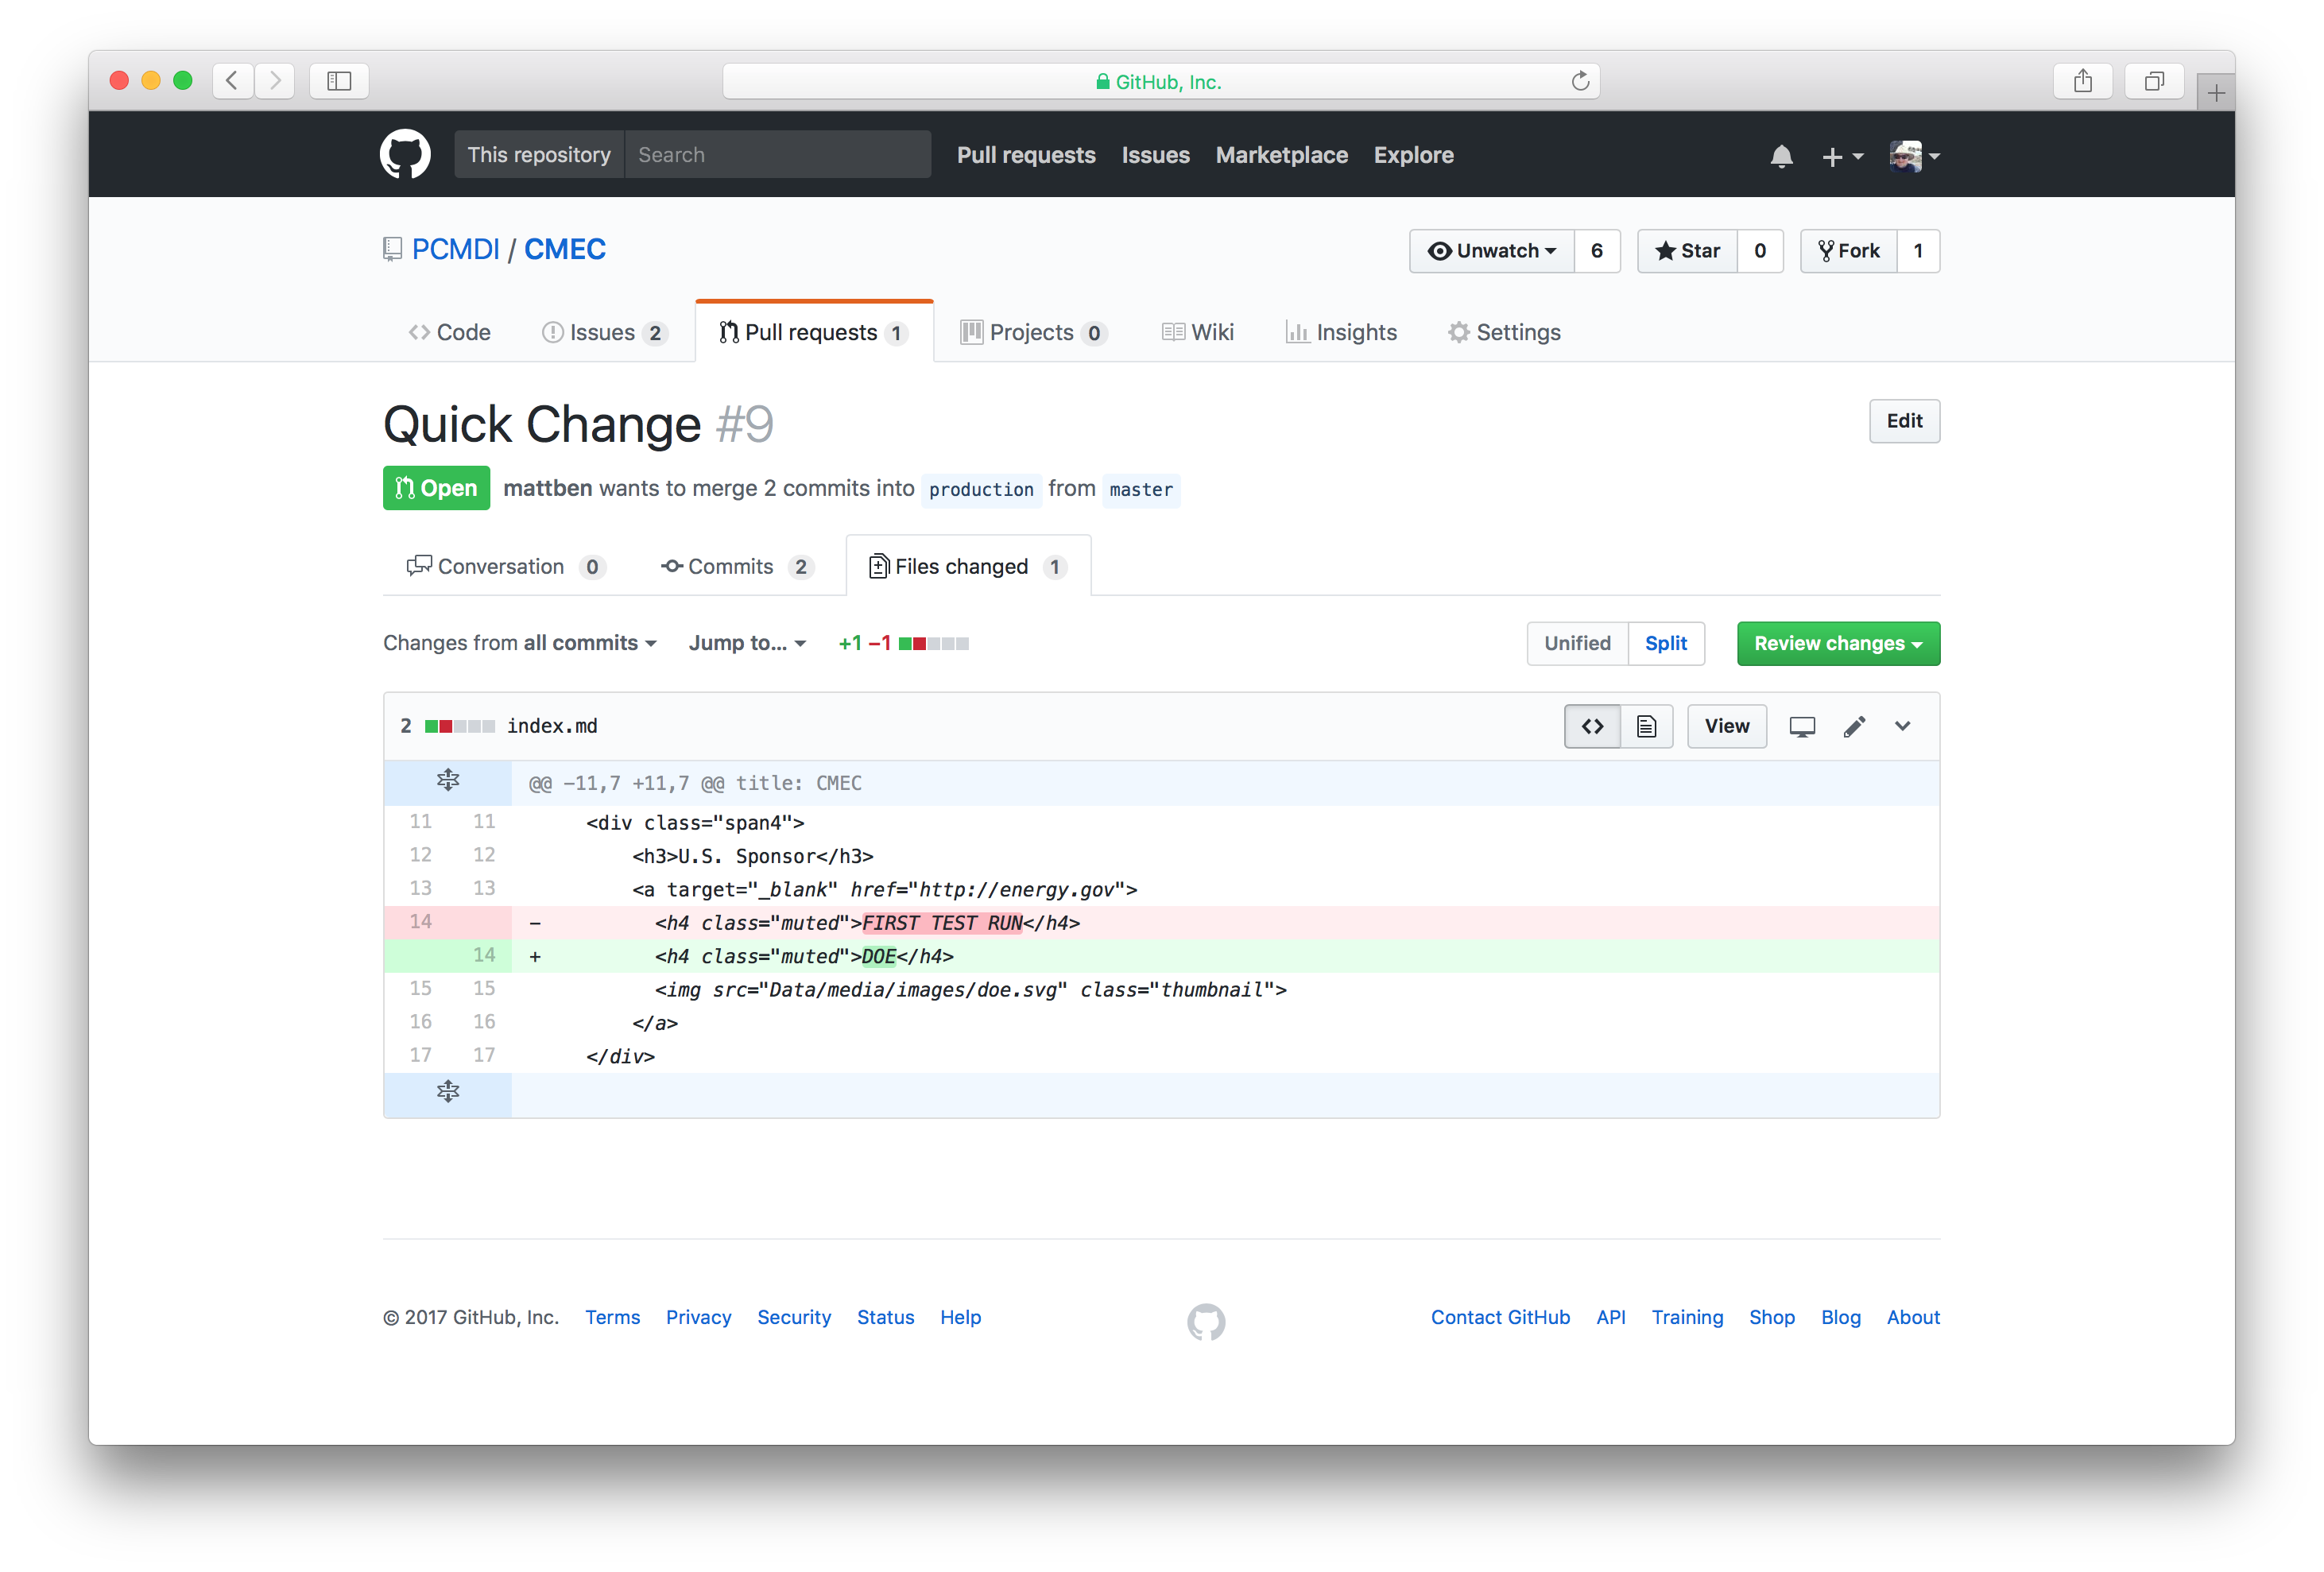 GitHub, Inc.
This repository Search Pull requests Issues Marketplace Explore
PCMDI / CMEC Unwatch 6 Star 0 Fork 1
Code Issues 2 Pull requests 1 Projects 0 Wiki Insights Settings
Quick Change #9 Edit
Open mattben wants to merge 2 commits into production from master
Conversation 0 Commits 2 Files changed 1
Changes from all commits Jump to... +1 −1 Unified Split Review changes
2 index.md View
@@ −11,7 +11,7 @@ title: CMEC
11 11 <div class="span4">
12 12 <h3>U.S. Sponsor</h3>
13 13 <a target="_blank" href="http://energy.gov">
14 − <h4 class="muted">FIRST TEST RUN</h4>
14 + <h4 class="muted">DOE</h4>
15 15 <img src="Data/media/images/doe.svg" class="thumbnail">
16 16 </a>
17 17 </div>
© 2017 GitHub, Inc. Terms Privacy Security Status Help Contact GitHub API Training Shop Blog About